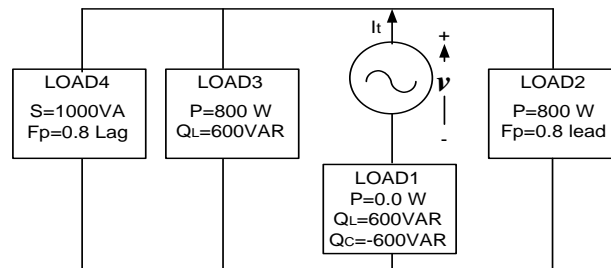 It
+
v
-
LOAD4
S=1000VA
Fp=0.8 Lag
LOAD3
P=800 W
QL=600VAR
LOAD2
P=800 W
Fp=0.8 lead
LOAD1
P=0.0 W
QL=600VAR
QC=-600VAR